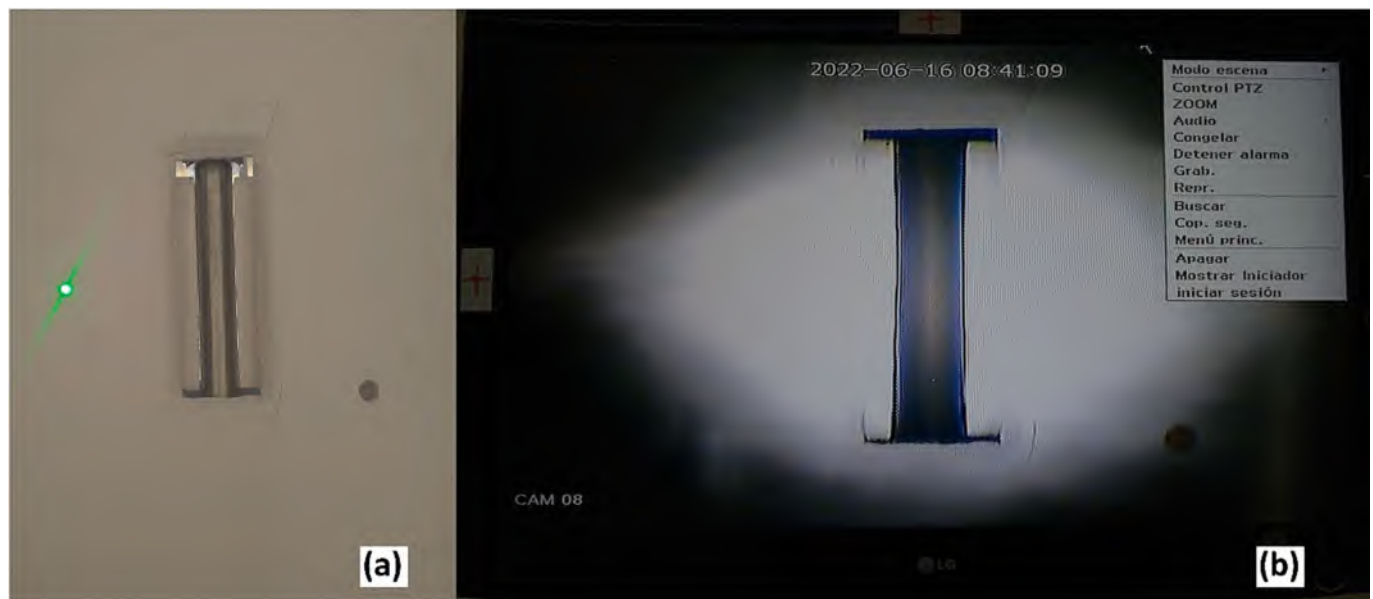 2022-06-16 08:41:09
Modo escena
Control PTZ
ZOOM
Audio
Congelar
Detener alarma
Grab.
Repr.
Buscar
Cop. seg.
Menú princ.
Apagar
Mostrar Iniciador
iniciar sesión
CAM 08
LG
(a)
(b)